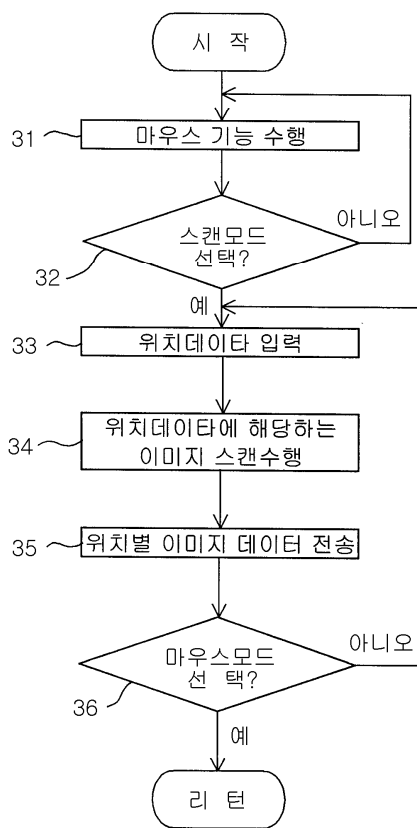 시 작
31 마우스 기능 수행
스캔모드
선택?
아니오
32
예
33 위치데이타 입력
34 위치데이타에 해당하는
이미지 스캔수행
35 위치별 이미지 데이터 전송
마우스모드
선 택?
아니오
36
예
리 턴